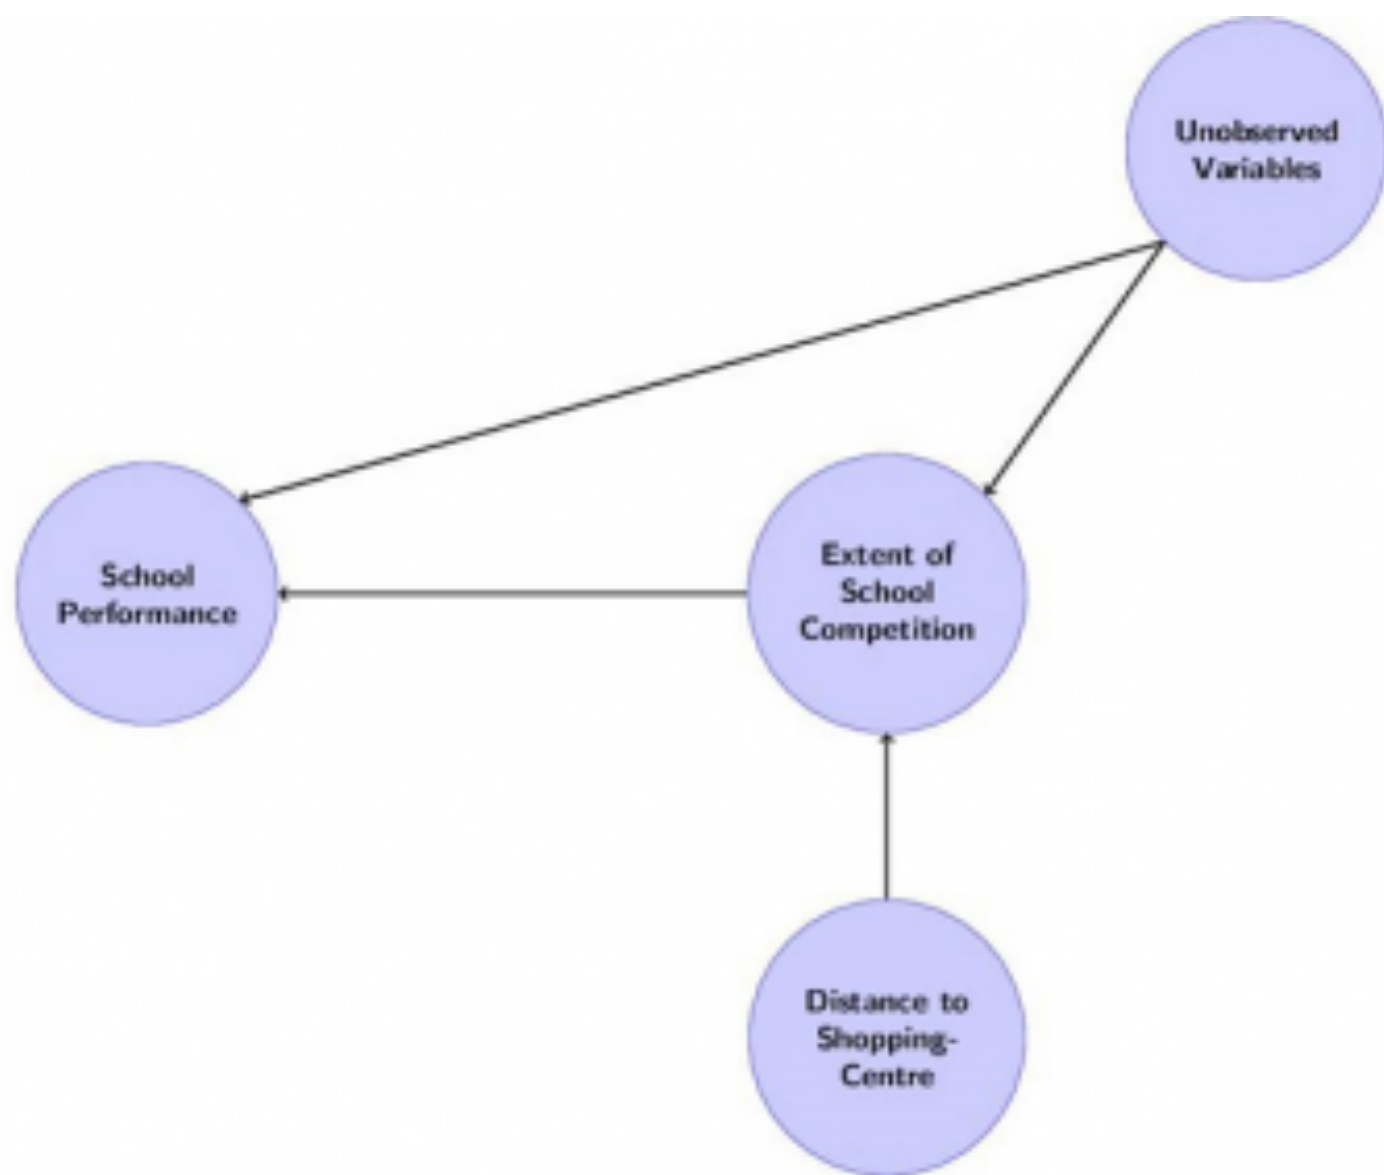 Unobserved
Variables
School
Performance
Extent of
School
Competition
Distance to
Shopping-
Centre